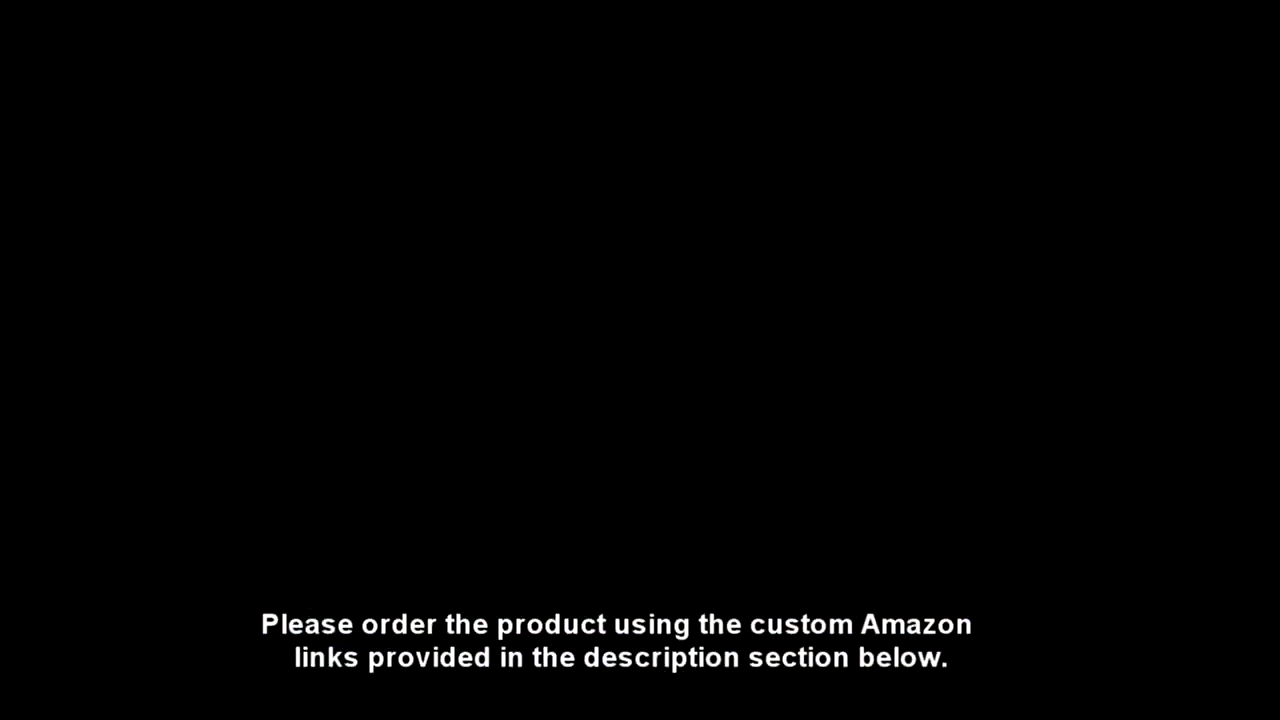 Please order the product using the custom Amazon
links provided in the description section below.